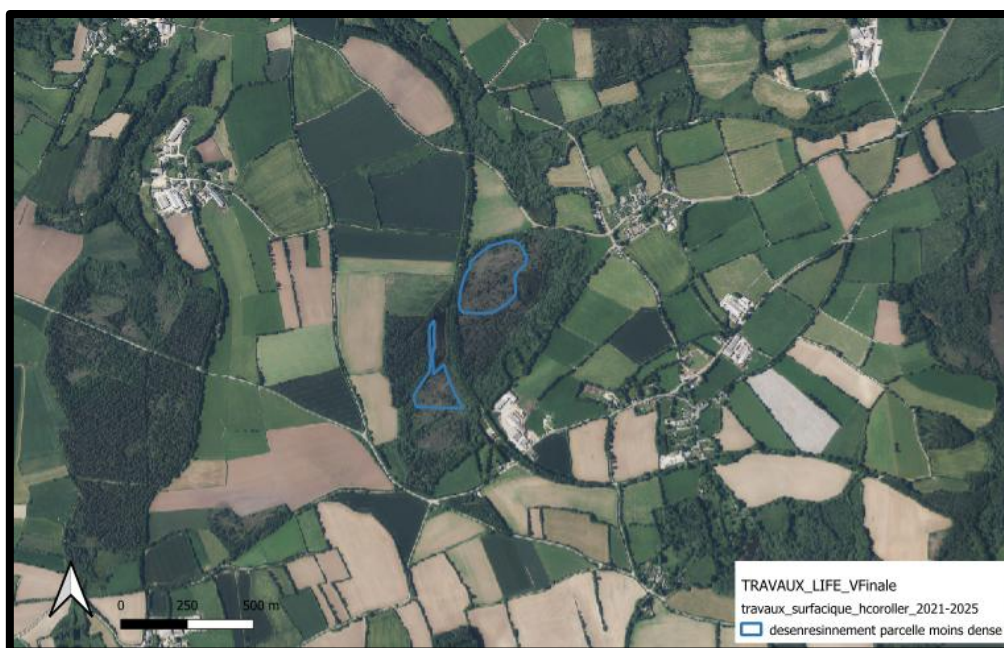 TRAVAUX_LIFE_VFinale
travaux_surfacique_hcoroller_2021-2025
desenresinnement parcelle moins dense
0 250 500 m